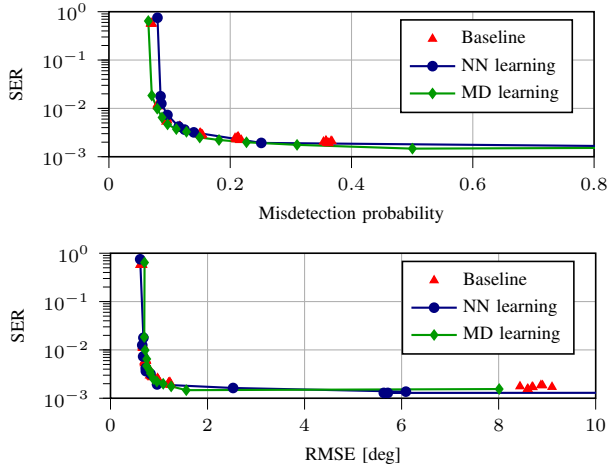 10^0
10^-1
10^-2
10^-3
SER
Baseline
NN learning
MD learning
0 0.2 0.4 0.6 0.8
Misdetection probability
10^0
10^-1
10^-2
10^-3
SER
Baseline
NN learning
MD learning
0 2 4 6 8 10
RMSE [deg]